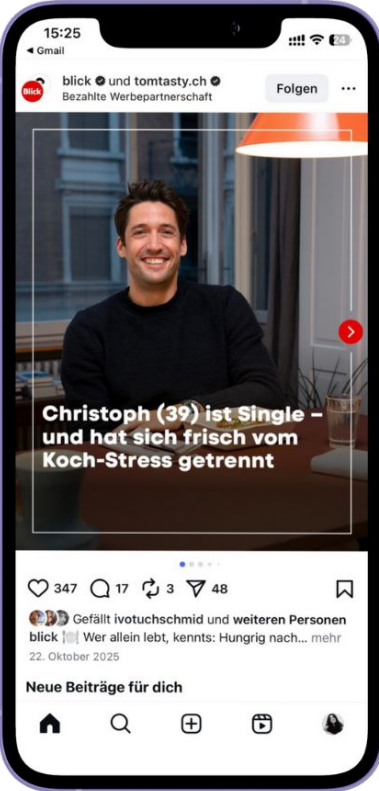 15:25
◀ Gmail
24
Blick
blick und tomtasty.ch
Bezahlte Werbepartnerschaft
Folgen
Christoph (39) ist Single –
und hat sich frisch vom
Koch-Stress getrennt
347 17 3 48
Gefällt ivotuchschmid und weiteren Personen
blick 🍽️ Wer allein lebt, kennts: Hungrig nach... mehr
22. Oktober 2025
Neue Beiträge für dich